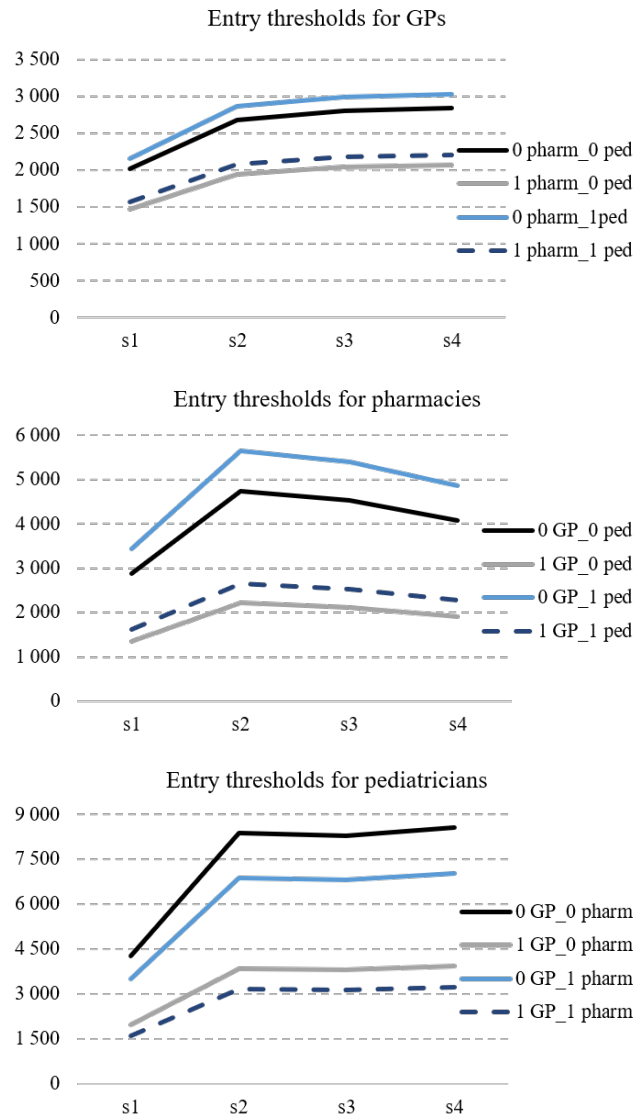 Entry thresholds for GPs
3 500
3 000
2 500
2 000
1 500
1 000
500
0
s1 s2 s3 s4
0 pharm_0 ped
1 pharm_0 ped
0 pharm_1ped
1 pharm_1 ped
Entry thresholds for pharmacies
6 000
5 000
4 000
3 000
2 000
1 000
0
s1 s2 s3 s4
0 GP_0 ped
1 GP_0 ped
0 GP_1 ped
1 GP_1 ped
Entry thresholds for pediatricians
9 000
7 500
6 000
4 500
3 000
1 500
0
s1 s2 s3 s4
0 GP_0 pharm
1 GP_0 pharm
0 GP_1 pharm
1 GP_1 pharm